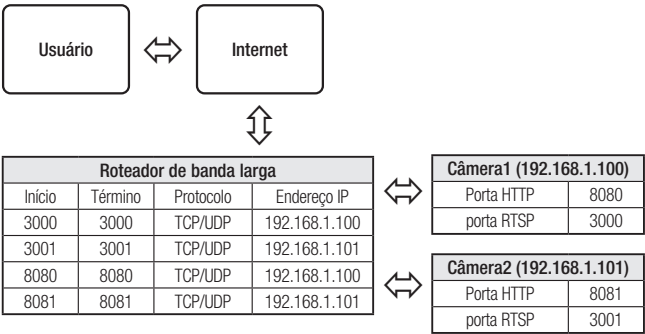 Usuário
Internet
Roteador de banda larga
Início Término Protocolo Endereço IP
3000 3000 TCP/UDP 192.168.1.100
3001 3001 TCP/UDP 192.168.1.101
8080 8080 TCP/UDP 192.168.1.100
8081 8081 TCP/UDP 192.168.1.101
Câmera1 (192.168.1.100)
Porta HTTP 8080
porta RTSP 3000
Câmera2 (192.168.1.101)
Porta HTTP 8081
porta RTSP 3001